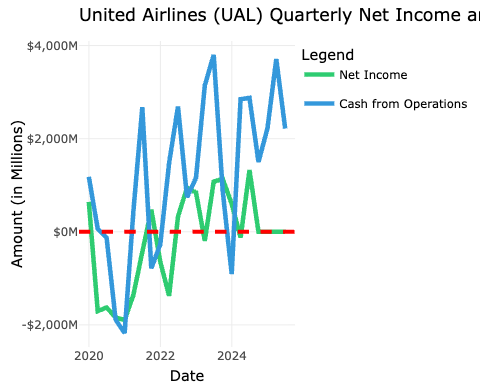 United Airlines (UAL) Quarterly Net Income
Legend
Net Income
Cash from Operations
$4,000M
$2,000M
$0M
-$2,000M
Amount (in Millions)
2020 2022 2024
Date